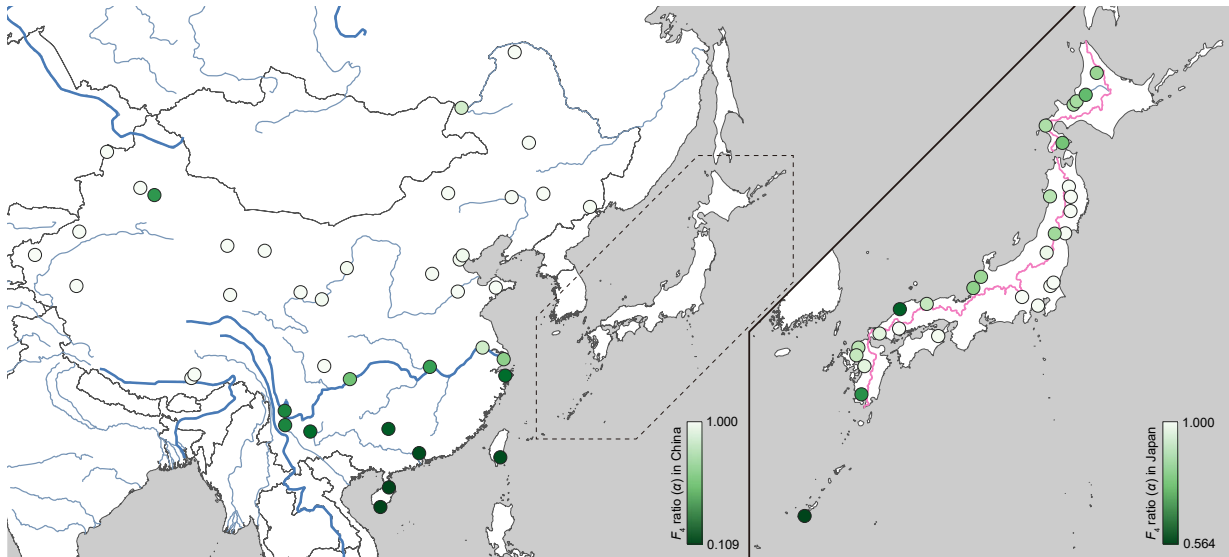 1.000
F₄ ratio (α) in China
0.109
1.000
F₄ ratio (α) in Japan
0.564